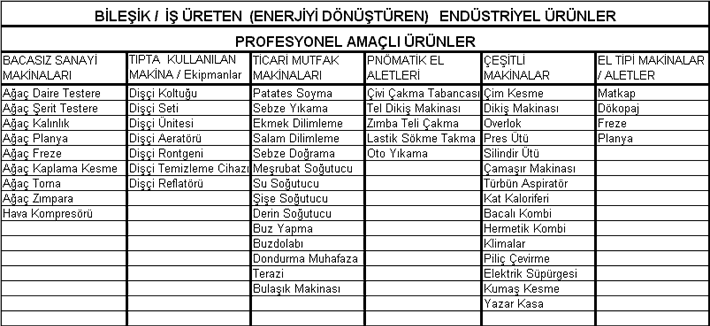 BİLEŞİK / İŞ ÜRETEN (ENERJİYİ DÖNÜŞTÜREN) ENDÜSTRİYEL ÜRÜNLER
PROFESYONEL AMAÇLI ÜRÜNLER
BACASIZ SANAYİ MAKİNALARI
Ağaç Daire Testere
Ağaç Şerit Testere
Ağaç Kalınlık
Ağaç Planya
Ağaç Freze
Ağaç Kaplama Kesme
Ağaç Torna
Ağaç Zımpara
Hava Kompresörü
TIPTA KULLANILAN
MAKİNA / Ekipmanlar
Dişçi Koltuğu
Dişçi Seti
Dişçi Ünitesi
Dişçi Aeratörü
Dişçi Rontgeni
Dişçi Temizleme Cihazı
Dişçi Reflatörü
TİCARİ MUTFAK
MAKİNALARI
Patates Soyma
Sebze Yıkama
Ekmek Dilimleme
Salam Dilimleme
Sebze Doğrama
Meşrubat Soğutucu
Su Soğutucu
Şişe Soğutucu
Derin Soğutucu
Buz Yapma
Buzdolabı
Dondurma Muhafaza
Terazi
Bulaşık Makinası
PNÖMATİK EL
ALETLERİ
Çivi Çakma Tabancası
Tel Dikiş Makinası
Zımba Teli Çakma
Lastik Sökme Takma
Oto Yıkama
ÇEŞİTLİ
MAKİNALAR
Çim Kesme
Dikiş Makinası
Overlok
Pres Ütü
Silindir Ütü
Çamaşır Makinası
Türbün Aspiratör
Kat Kaloriferi
Bacalı Kombi
Hermetik Kombi
Klimalar
Piliç Çevirme
Elektrik Süpürgesi
Kumaş Kesme
Yazar Kasa
EL TİPİ MAKİNALAR
/ ALETLER
Matkap
Dökopaj
Freze
Planya